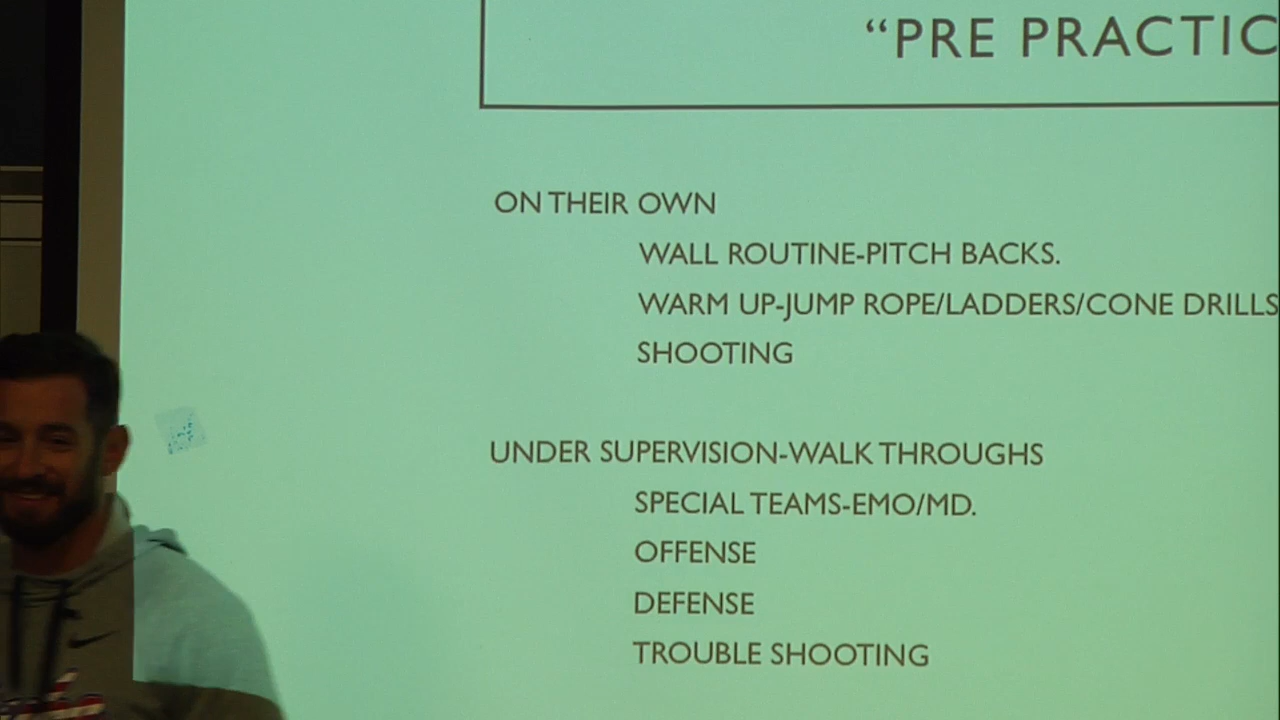 “PRE PRACTIC
ON THEIR OWN
WALL ROUTINE-PITCH BACKS.
WARM UP-JUMP ROPE/LADDERS/CONE DRILLS
SHOOTING
UNDER SUPERVISION-WALK THROUGHS
SPECIAL TEAMS-EMO/MD.
OFFENSE
DEFENSE
TROUBLE SHOOTING